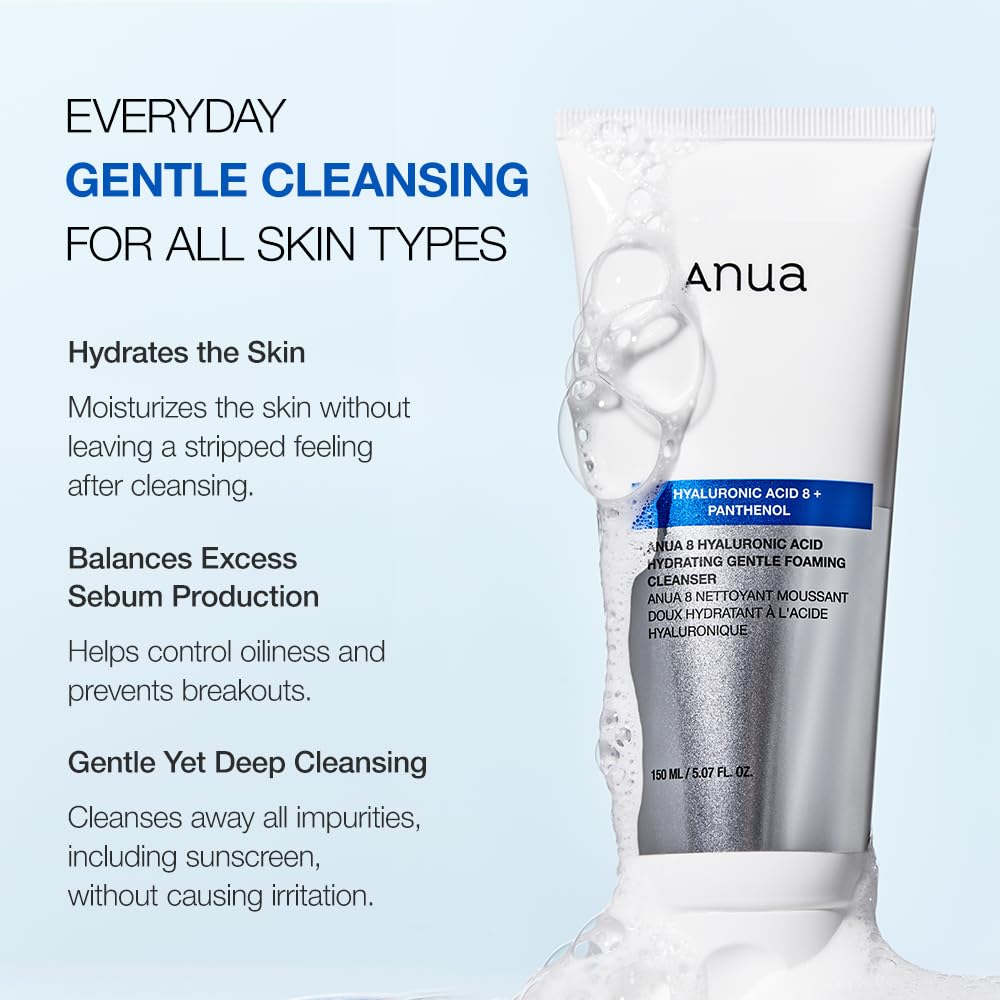 EVERYDAY
GENTLE CLEANSING
FOR ALL SKIN TYPES
Hydrates the Skin
Moisturizes the skin without
leaving a stripped feeling
after cleansing.
Balances Excess
Sebum Production
Helps control oiliness and
prevents breakouts.
Gentle Yet Deep Cleansing
Cleanses away all impurities,
including sunscreen,
without causing irritation.
Anua
HYALURONIC ACID 8 +
PANTHENOL
ANUA 8 HYALURONIC ACID
HYDRATING GENTLE FOAMING
CLEANSER
ANUA 8 NETTOYANT MOUSSANT
DOUX HYDRATANT À L'ACIDE
HYALURONIQUE
150 ML / 5.07 FL. OZ.